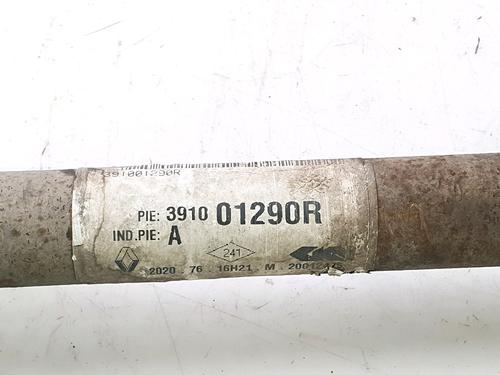 391001290R
PIE: 3910 01290R
IND.PIE: A
241
2020 . 76 . 16H21 . M .